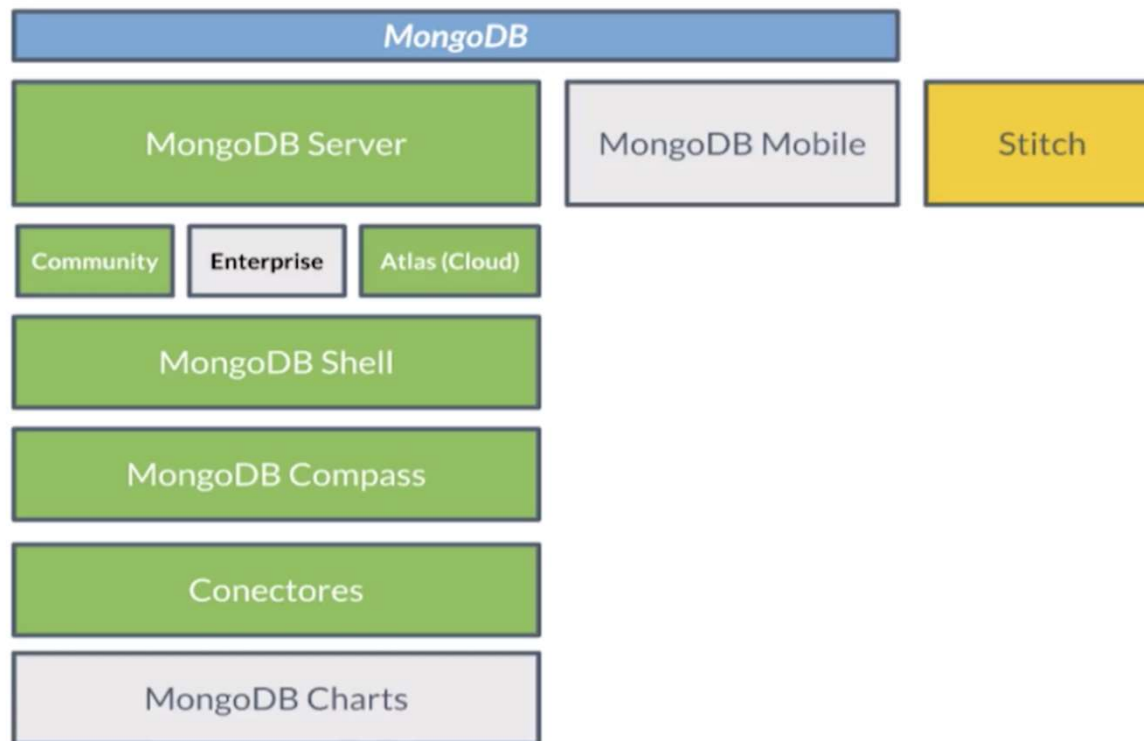 MongoDB
MongoDB Server
MongoDB Mobile
Stitch
Community
Enterprise
Atlas (Cloud)
MongoDB Shell
MongoDB Compass
Conectores
MongoDB Charts